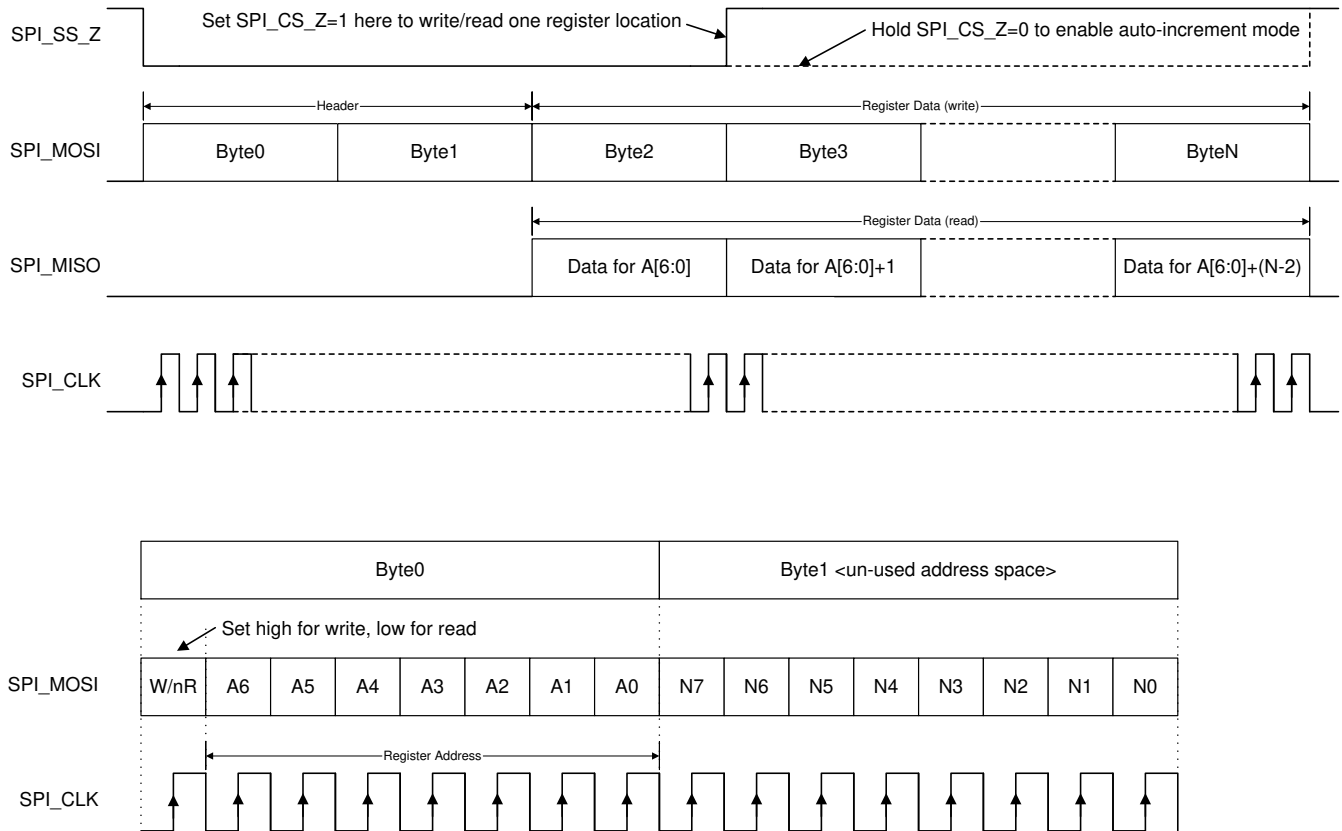 Set SPI_CS_Z=1 here to write/read one register location
SPI_SS_Z
Hold SPI_CS_Z=0 to enable auto-increment mode
Header
Register Data (write)
SPI_MOSI
Byte0
Byte1
Byte2
Byte3
ByteN
Register Data (read)
SPI_MISO
Data for A[6:0]
Data for A[6:0]+1
Data for A[6:0]+(N-2)
SPI_CLK
Byte0
Byte1 <un-used address space>
Set high for write, low for read
SPI_MOSI
W/nR
A6
A5
A4
A3
A2
A1
A0
N7
N6
N5
N4
N3
N2
N1
N0
Register Address
SPI_CLK